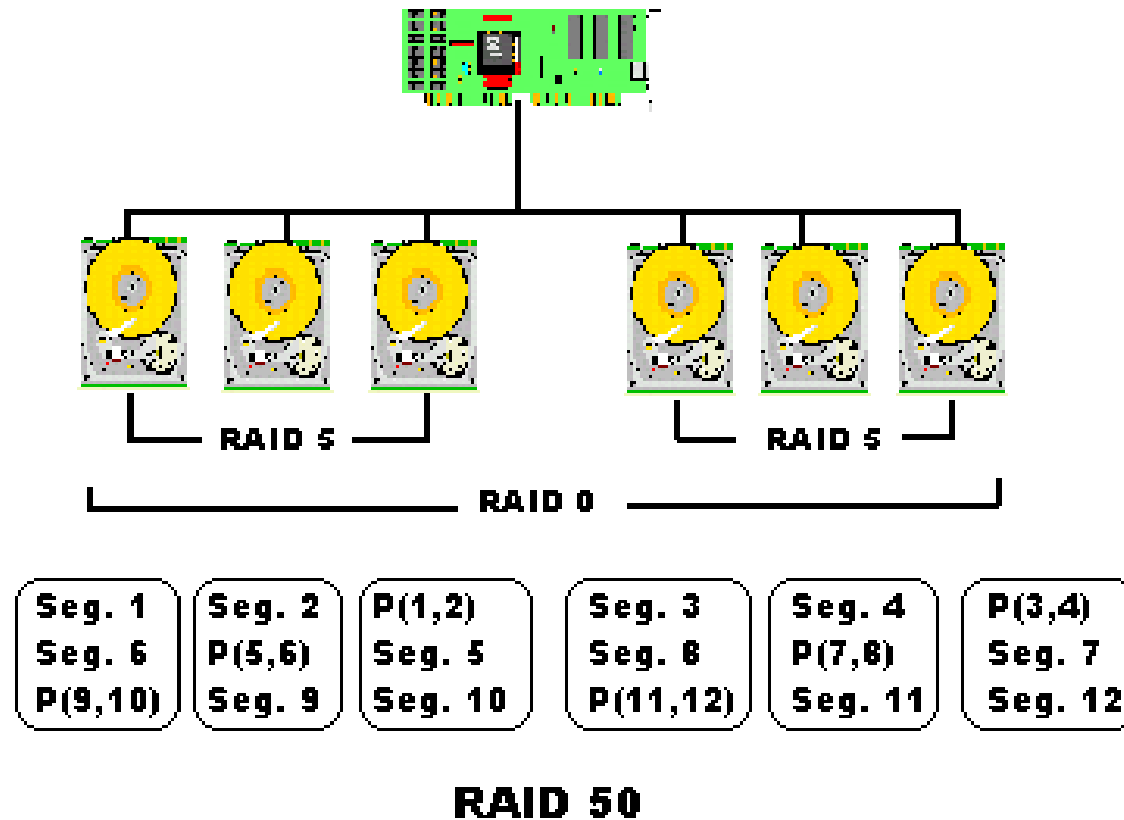 RAID 5
RAID 5
RAID 0
Seg. 1
Seg. 6
P(9,10)
Seg. 2
P(5,6)
Seg. 9
P(1,2)
Seg. 5
Seg. 10
Seg. 3
Seg. 8
P(11,12)
Seg. 4
P(7,8)
Seg. 11
P(3,4)
Seg. 7
Seg. 12
RAID 50